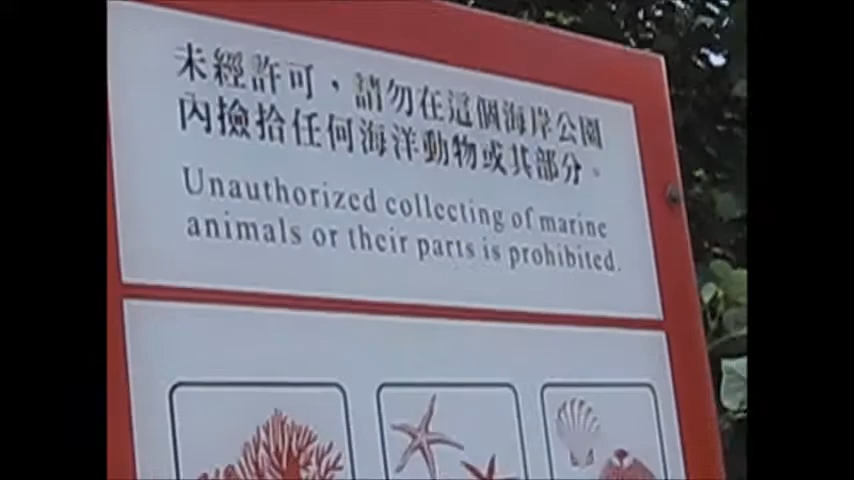 未經許可，請勿在這個海岸公園
內撿拾任何海洋動物或其部分。
Unauthorized collecting of marine
animals or their parts is prohibited.